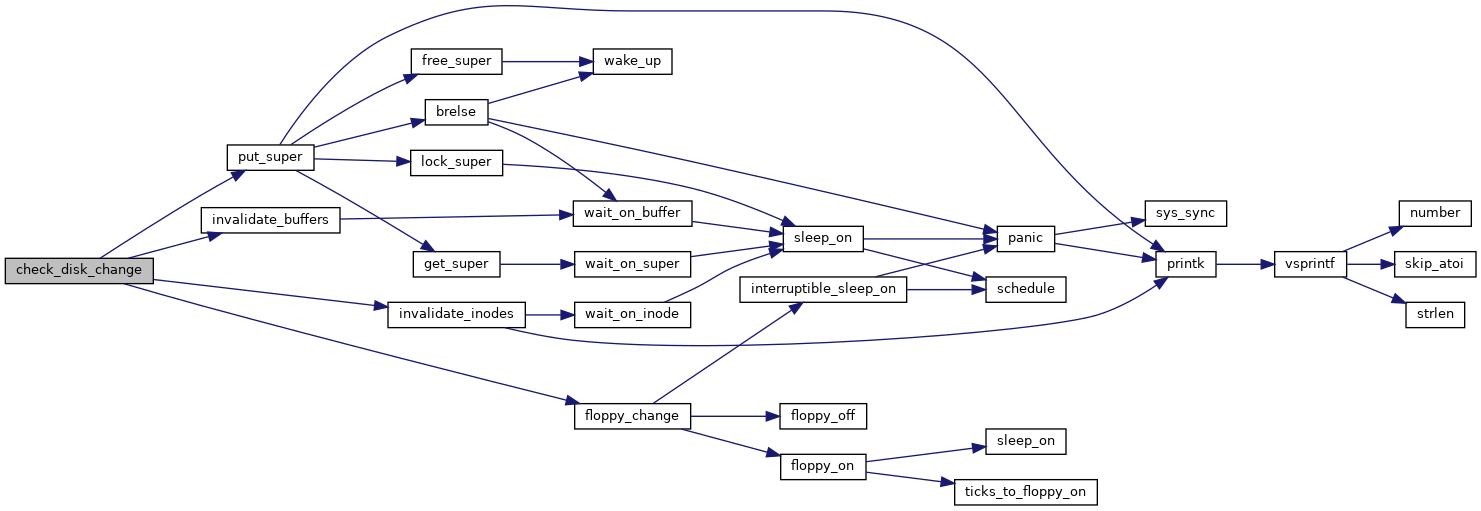 check_disk_change
put_super
free_super
wake_up
brelse
lock_super
invalidate_buffers
wait_on_buffer
get_super
wait_on_super
sleep_on
panic
sys_sync
printk
vsprintf
number
skip_atoi
strlen
interruptible_sleep_on
schedule
invalidate_inodes
wait_on_inode
floppy_change
floppy_off
floppy_on
sleep_on
ticks_to_floppy_on